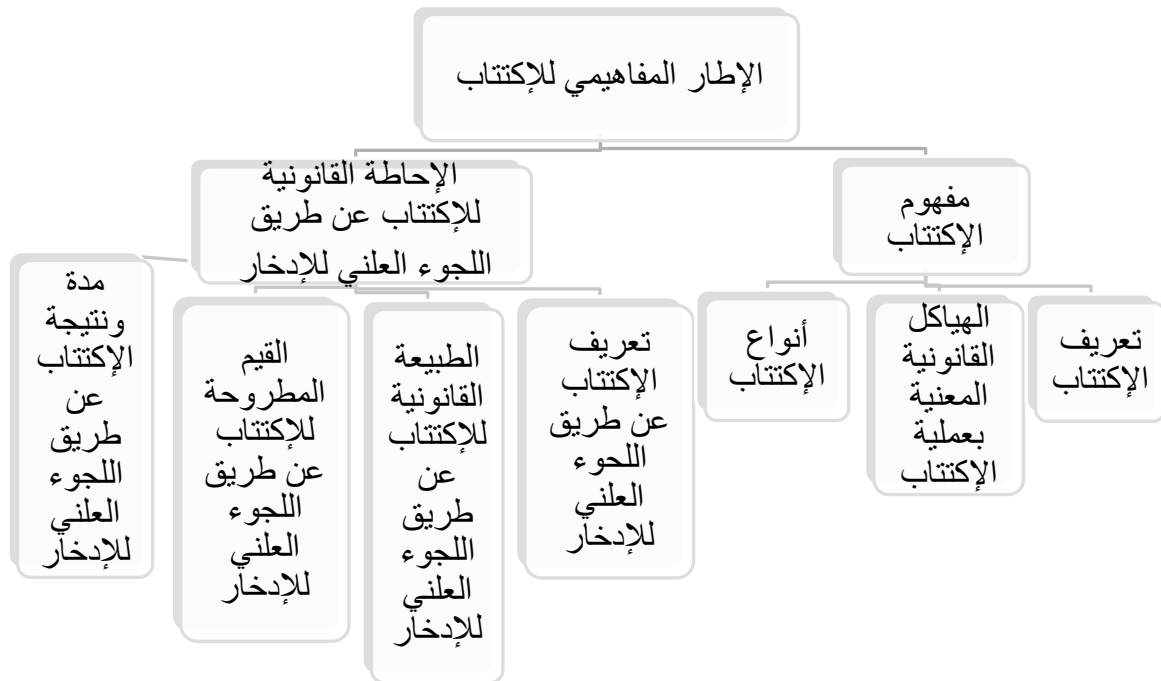 الإطار المفاهيمي للإكتتاب
مفهوم
الإكتتاب
الإحاطة القانونية
للإكتتاب عن طريق
اللجوء العلني للإدخار
تعريف
الإكتتاب
الهياكل
القانونية
المعنية
بعملية
الإكتتاب
أنواع
الإكتتاب
تعريف
الإكتتاب
عن طريق
اللحوء
العلني
للإدخار
الطبيعة
القانونية
للإكتتاب
عن
طريق
اللجوء
العلني
للإدخار
القيم
المطروحة
للإكتتاب
عن طريق
اللجوء
العلني
للإدخار
مدة
ونتيجة
الإكتتاب
عن
طريق
اللجوء
العلني
للإدخار